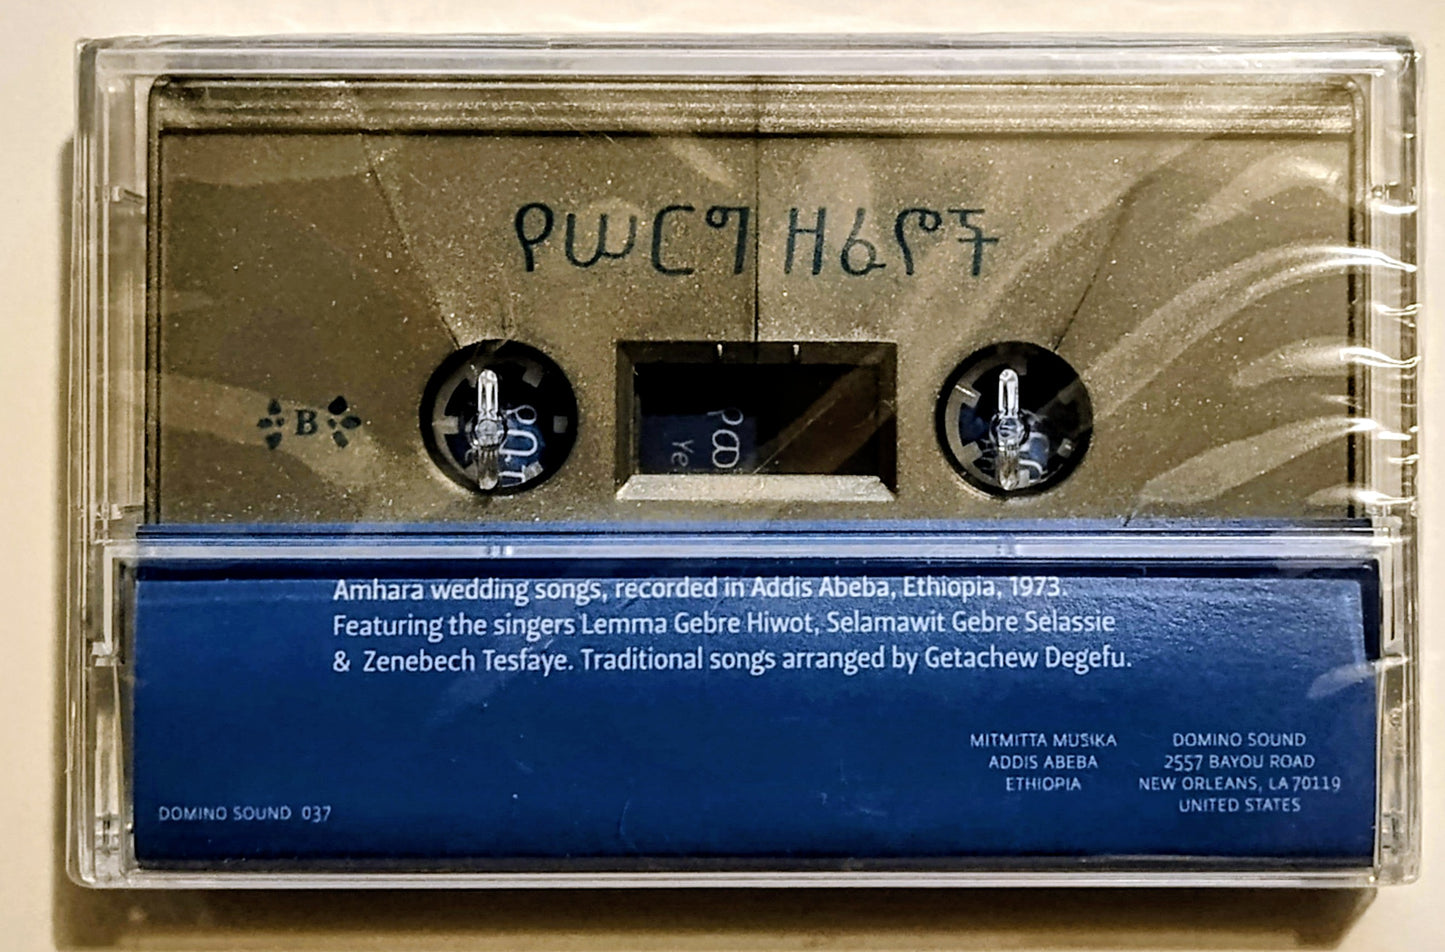 የሠርግ ዘፈኖች
B
Amhara wedding songs, recorded in Addis Abeba, Ethiopia, 1973.
Featuring the singers Lemma Gebre Hiwot, Selamawit Gebre Selassie
& Zenebech Tesfaye. Traditional songs arranged by Getachew Degefu.
MITMITTA MUSIKA
ADDIS ABEBA
ETHIOPIA
DOMINO SOUND
2557 BAYOU ROAD
NEW ORLEANS, LA 70119
UNITED STATES
DOMINO SOUND 037